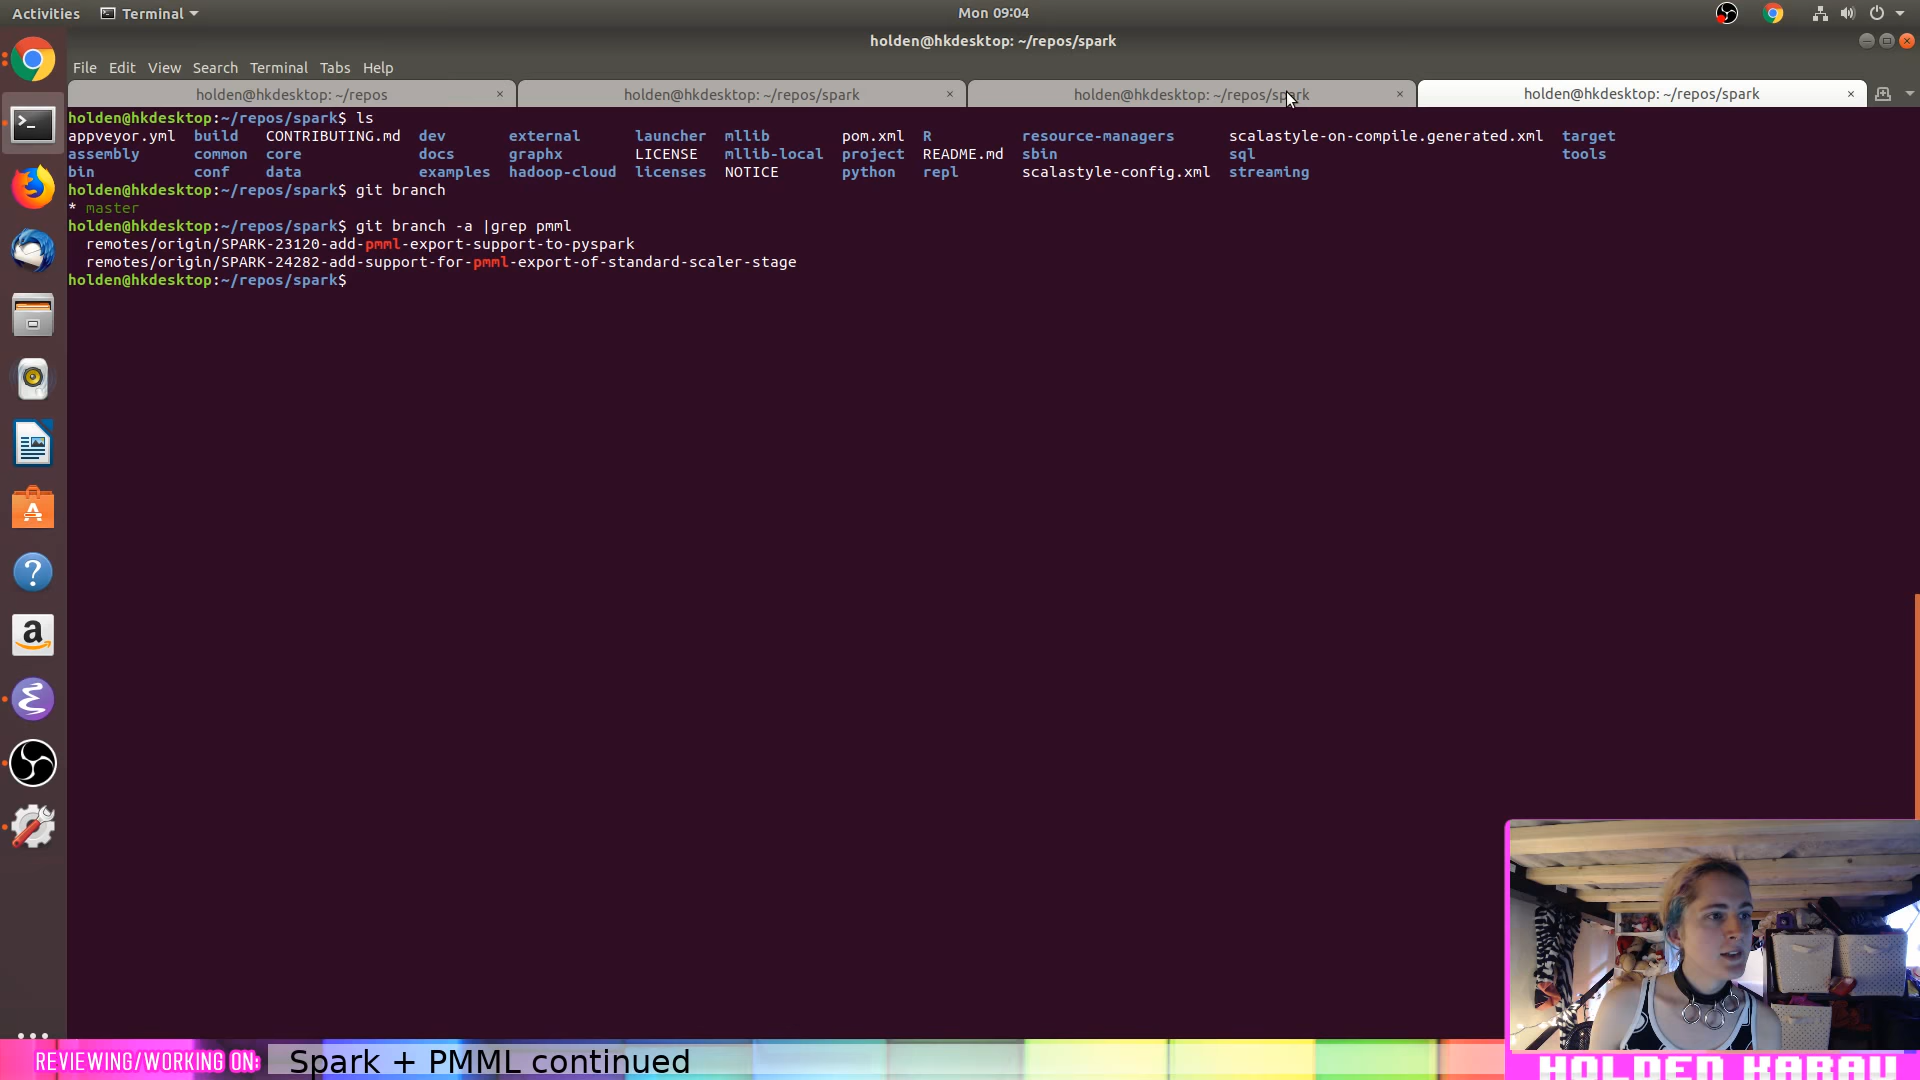 Activities Terminal Mon 09:04
holden@hkdesktop: ~/repos/spark
File Edit View Search Terminal Tabs Help
holden@hkdesktop: ~/repos × holden@hkdesktop: ~/repos/spark × holden@hkdesktop: ~/repos/spark × holden@hkdesktop: ~/repos/spark ×
holden@hkdesktop:~/repos/spark$ ls
appveyor.yml build CONTRIBUTING.md dev external launcher mllib pom.xml R resource-managers scalastyle-on-compile.generated.xml target
assembly common core docs graphx LICENSE mllib-local project README.md sbin sql tools
bin conf data examples hadoop-cloud licenses NOTICE python repl scalastyle-config.xml streaming
holden@hkdesktop:~/repos/spark$ git branch
* master
holden@hkdesktop:~/repos/spark$ git branch -a |grep pmml
remotes/origin/SPARK-23120-add-pmml-export-support-to-pyspark
remotes/origin/SPARK-24282-add-support-for-pmml-export-of-standard-scaler-stage
holden@hkdesktop:~/repos/spark$
REVIEWING/WORKING ON: Spark + PMML continued
HOLDEN KARAU